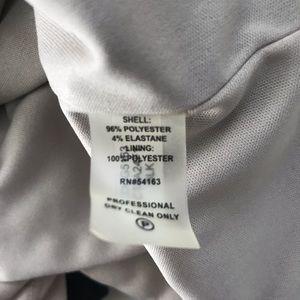 SHELL:
96% POLYESTER
4% ELASTANE
LINING:
100%POLYESTER
RN#54163
PROFESSIONAL
DRY CLEAN ONLY
P